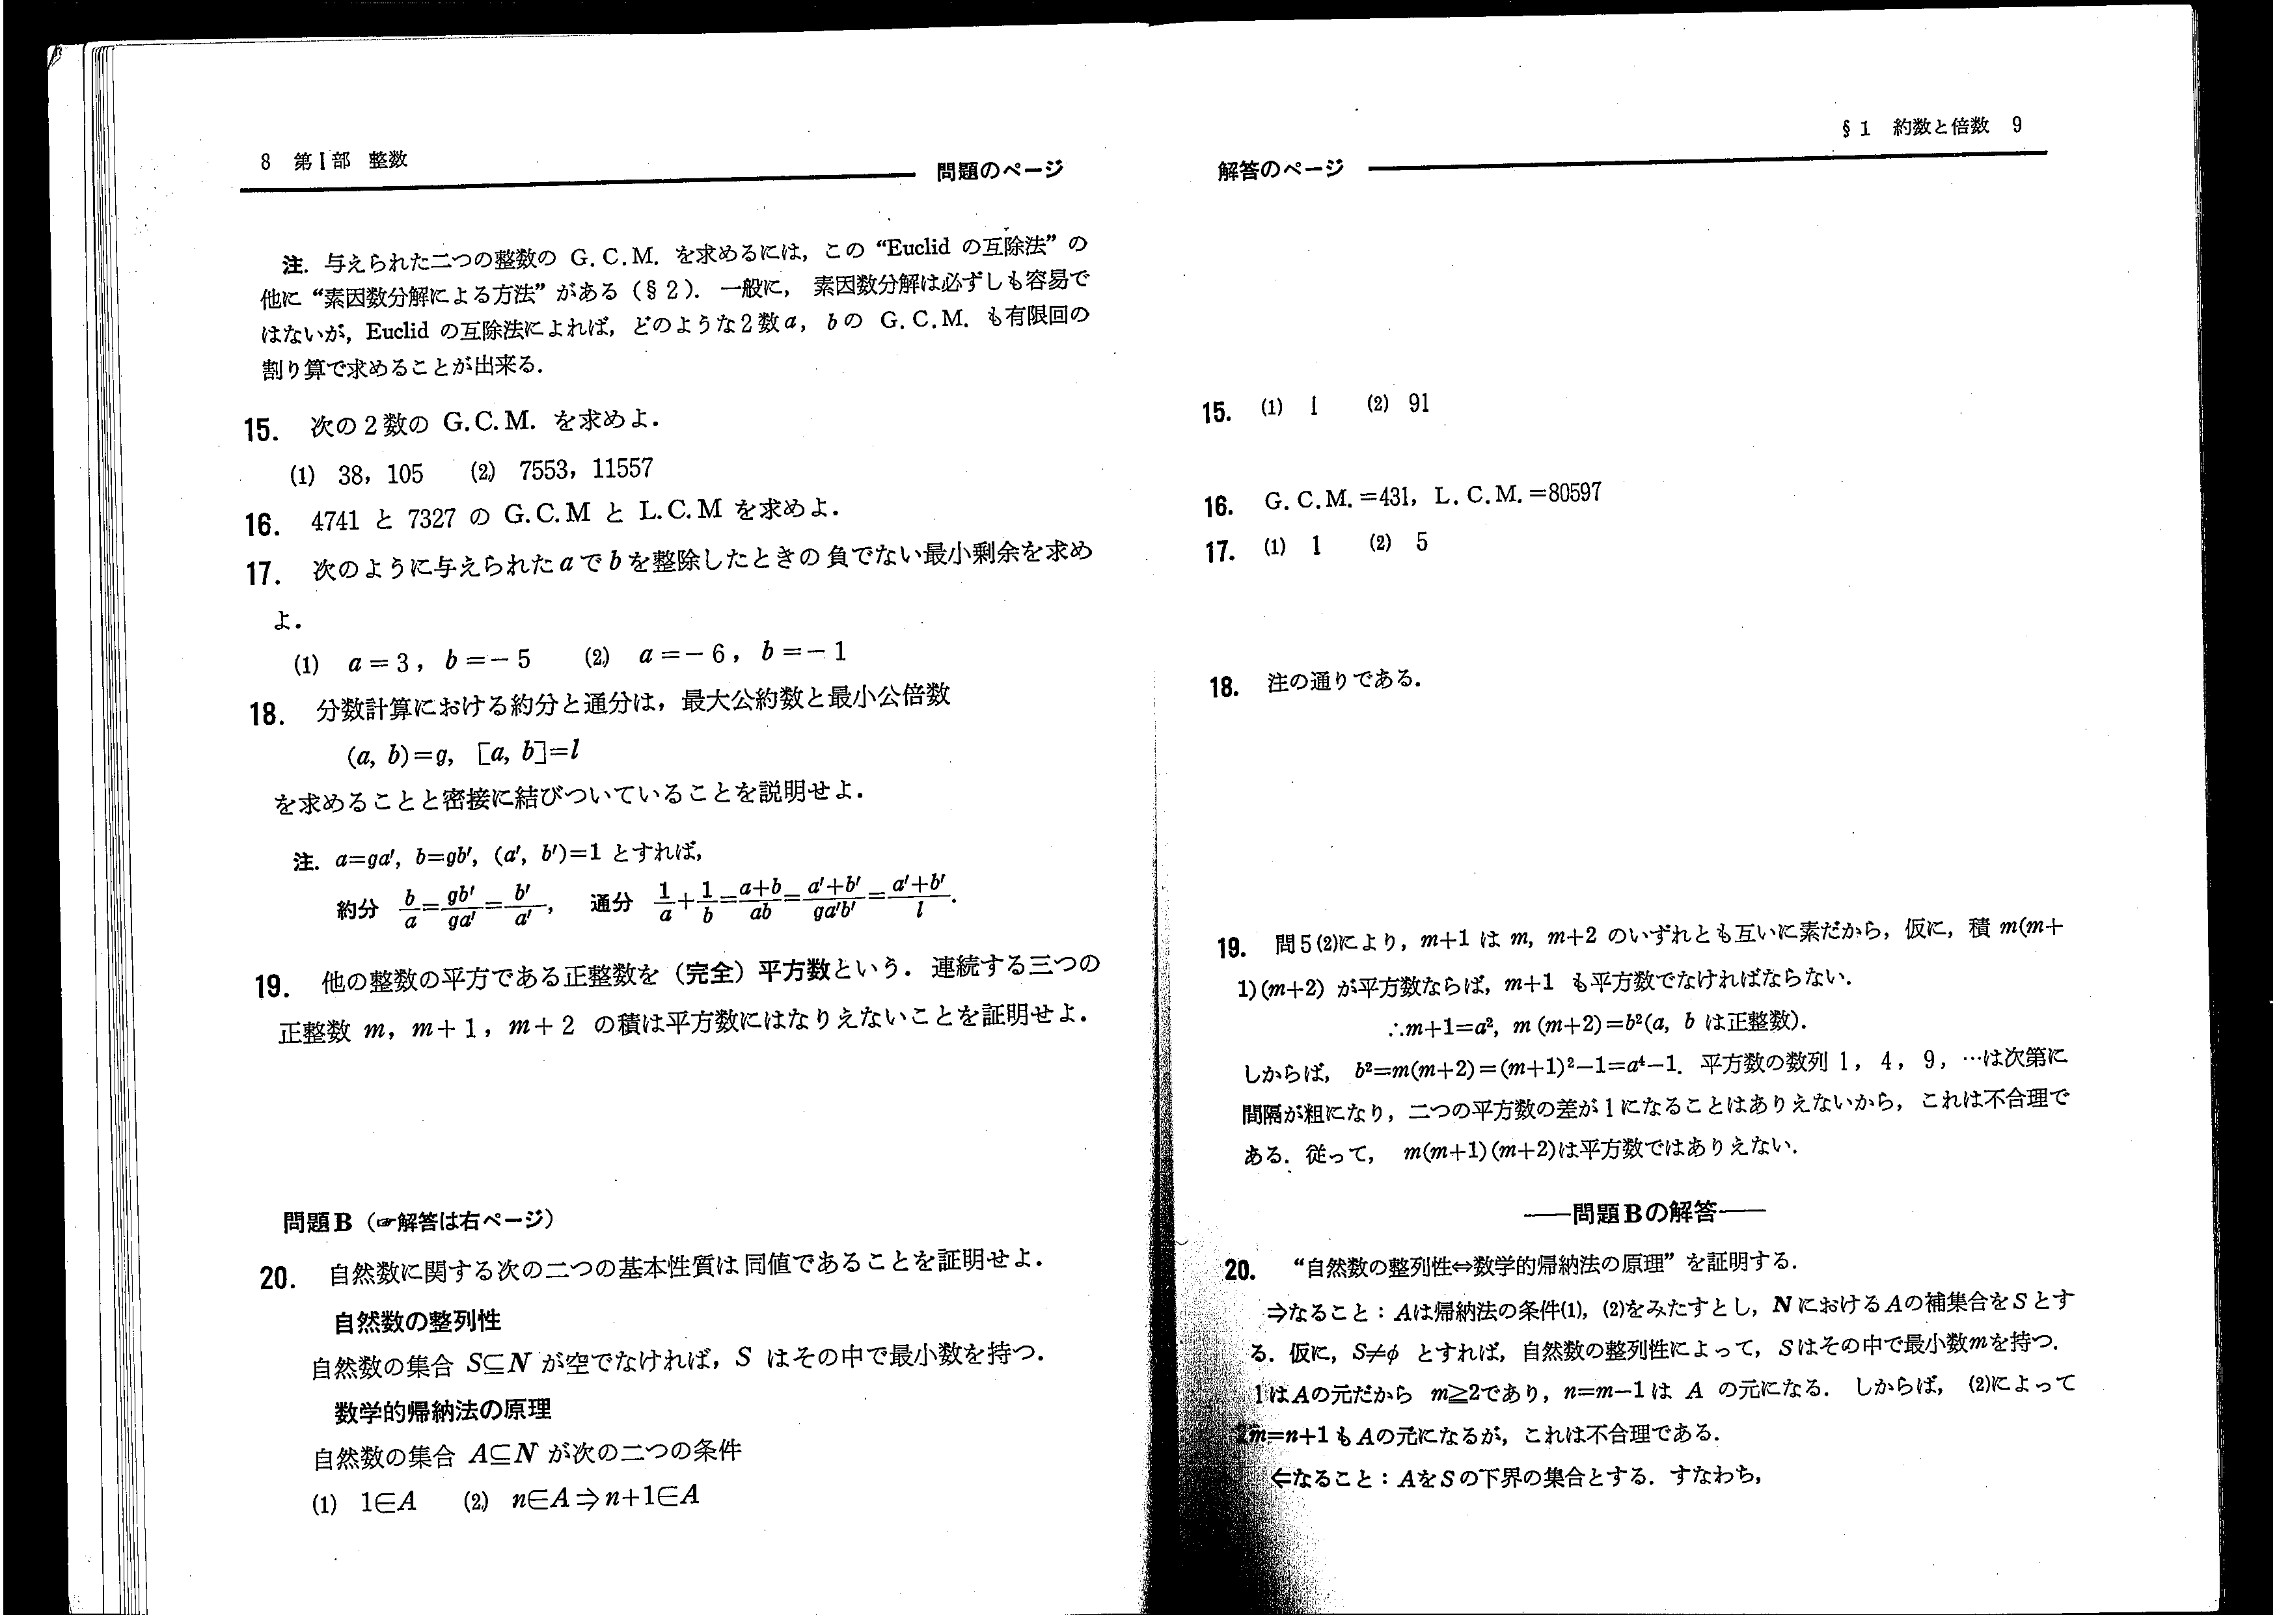 8 第Ⅰ部 整数
問題のページ
注. 与えられた二つの整数の G.C.M. を求めるには, この “Euclid の互除法” の
他に “素因数分解による方法” がある (§2). 一般に, 素因数分解は必ずしも容易で
はないが, Euclid の互除法によれば, どのような2数a, bの G.C.M. も有限回の
割り算で求めることが出来る.
15. 次の2数の G.C.M. を求めよ.
(1) 38, 105 (2) 7553, 11557
16. 4741 と 7327 の G.C.M と L.C.M を求めよ.
17. 次のように与えられたaでbを整除したときの負でない最小剰余を求め
よ.
(1) a=3, b=-5 (2) a=-6, b=-1
18. 分数計算における約分と通分は, 最大公約数と最小公倍数
(a, b)=g, [a, b]=l
を求めることと密接に結びついていることを説明せよ.
注. a=ga′, b=gb′, (a′, b′)=1 とすれば,
約分 b/a=gb′/ga′=b′/a′, 通分 1/a+1/b=a+b/ab=a′+b′/ga′b′=a′+b′/l.
19. 他の整数の平方である正整数を (完全) 平方数という. 連続する三つの
正整数 m, m+1, m+2 の積は平方数にはなりえないことを証明せよ.
問題B (☞解答は右ページ)
20. 自然数に関する次の二つの基本性質は同値であることを証明せよ.
自然数の整列性
自然数の集合 S⊆N が空でなければ, S はその中で最小数を持つ.
数学的帰納法の原理
自然数の集合 A⊆N が次の二つの条件
(1) 1∈A (2) n∈A⇒n+1∈A
§1 約数と倍数 9
解答のページ
15. (1) 1 (2) 91
16. G.C.M.=431, L.C.M.=80597
17. (1) 1 (2) 5
18. 注の通りである.
19. 問5(2)により, m+1 は m, m+2 のいずれとも互いに素だから, 仮に, 積 m(m+
1)(m+2) が平方数ならば, m+1 も平方数でなければならない.
∴m+1=a², m(m+2)=b²(a, b は正整数).
しからば, b²=m(m+2)=(m+1)²-1=a⁴-1. 平方数の数列 1, 4, 9, …は次第に
間隔が粗になり, 二つの平方数の差が1になることはありえないから, これは不合理で
ある. 従って, m(m+1)(m+2)は平方数ではありえない.
――問題Bの解答――
20. “自然数の整列性⇔数学的帰納法の原理” を証明する.
⇒なること : Aは帰納法の条件(1), (2)をみたすとし, NにおけるAの補集合をSとす
る. 仮に, S≠φ とすれば, 自然数の整列性によって, Sはその中で最小数mを持つ.
1はAの元だから m≧2であり, n=m-1は A の元になる. しからば, (2)によって
m=n+1もAの元になるが, これは不合理である.
⇐なること : AをSの下界の集合とする. すなわち,